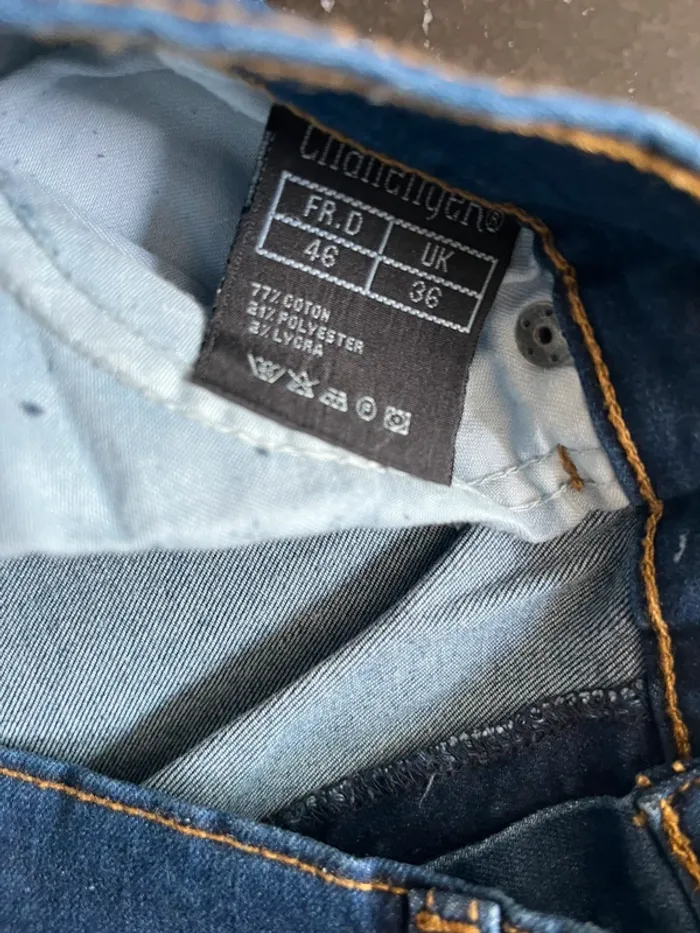 Challenger®
FR.D UK
46 36
77% COTON
21% POLYESTER
2% LYCRA
P